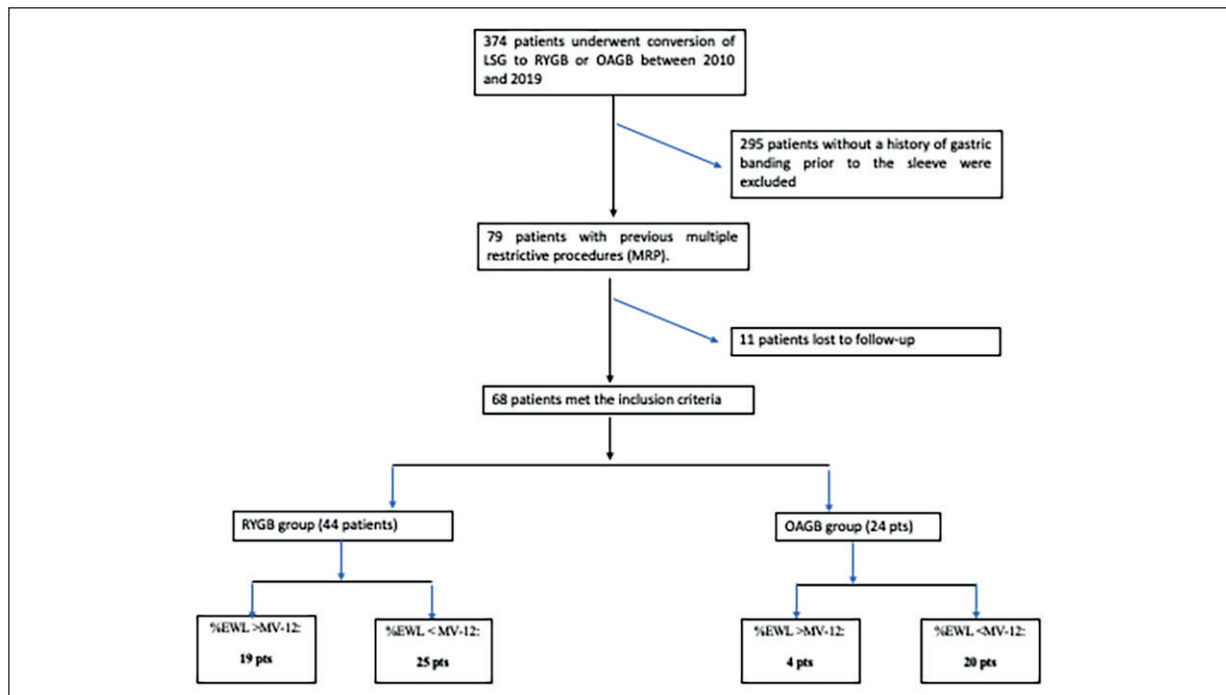 374 patients underwent conversion of
LSG to RYGB or OAGB between 2010
and 2019
295 patients without a history of gastric
banding prior to the sleeve were
excluded
79 patients with previous multiple
restrictive procedures (MRP).
11 patients lost to follow-up
68 patients met the inclusion criteria
RYGB group (44 patients)
OAGB group (24 pts)
%EWL >MV-12:
19 pts
%EWL < MV-12:
25 pts
%EWL >MV-12:
4 pts
%EWL <MV-12:
20 pts